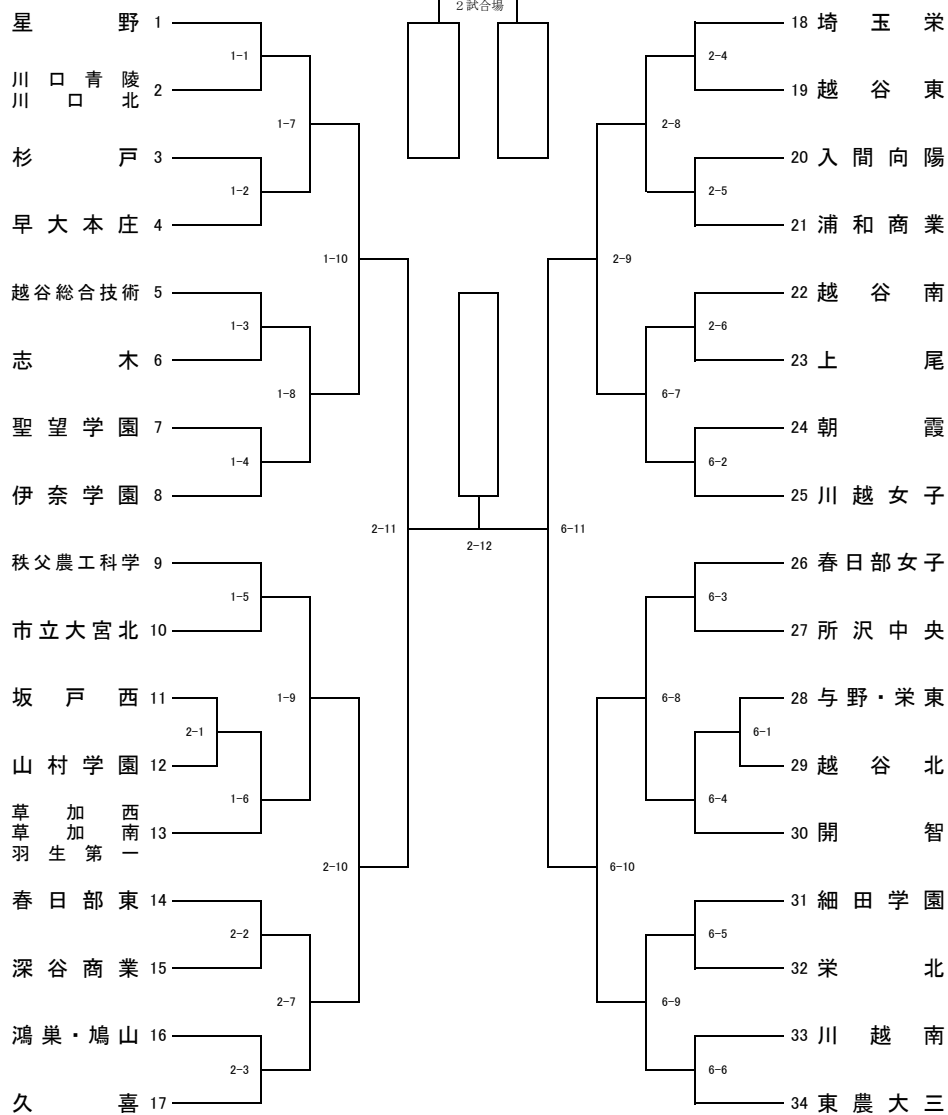 2試合場
星野 1
1-1
川口青陵
川口北 2
1-7
杉戸 3
1-2
早大本庄 4
1-10
越谷総合技術 5
1-3
志木 6
1-8
聖望学園 7
1-4
伊奈学園 8
2-11
秩父農工科学 9
1-5
市立大宮北 10
1-9
坂戸西 11
2-1
山村学園 12
1-6
草加西
草加南 13
羽生第一
2-10
春日部東 14
2-2
深谷商業 15
2-7
鴻巣・鳩山 16
2-3
久喜 17
2-12
18 埼玉栄
2-4
19 越谷東
2-8
20 入間向陽
2-5
21 浦和商業
2-9
22 越谷南
2-6
23 上尾
6-7
24 朝霞
6-2
25 川越女子
6-11
26 春日部女子
6-3
27 所沢中央
6-8
28 与野・栄東
6-1
29 越谷北
6-4
30 開智
6-10
31 細田学園
6-5
32 栄北
6-9
33 川越南
6-6
34 東農大三